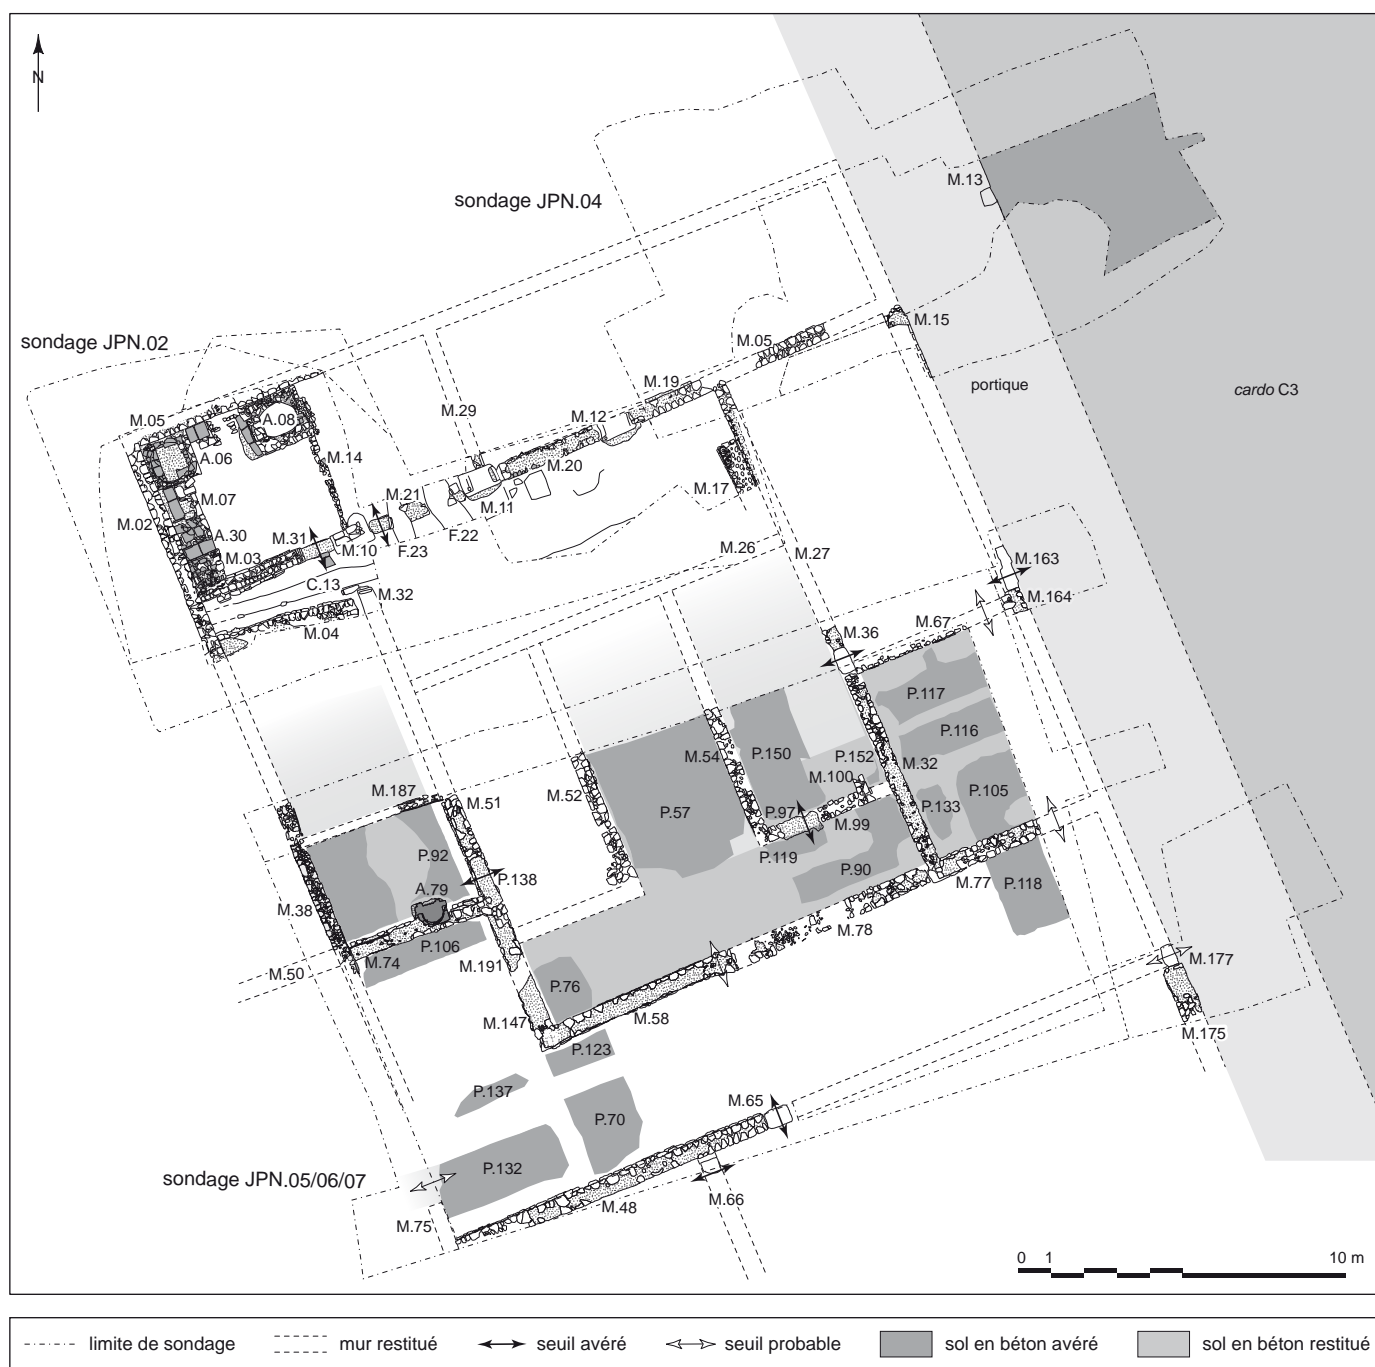 N
sondage JPN.04
M.13
sondage JPN.02
M.15
M.05
portique
cardo C3
M.19
M.29
M.12
M.05
A.08
A.06
M.14
M.20
M.21
M.07
M.17
M.11
M.02
A.30
M.31
M.10
F.23
F.22
M.03
M.26
M.27
C.13
M.32
M.163
M.164
M.04
M.36
M.67
P.117
P.116
M.54
P.150
P.152
M.32
M.187
M.51
M.52
M.100
P.105
P.57
P.97
M.99
P.133
P.92
P.119
P.90
A.79
P.138
M.77
P.118
M.38
P.106
M.78
M.50
M.74
M.191
M.177
P.76
M.147
M.58
M.175
P.123
P.137
P.70
M.65
sondage JPN.05/06/07
P.132
M.66
M.48
M.75
0 1 10 m
limite de sondage mur restitué seuil avéré seuil probable sol en béton avéré sol en béton restitué